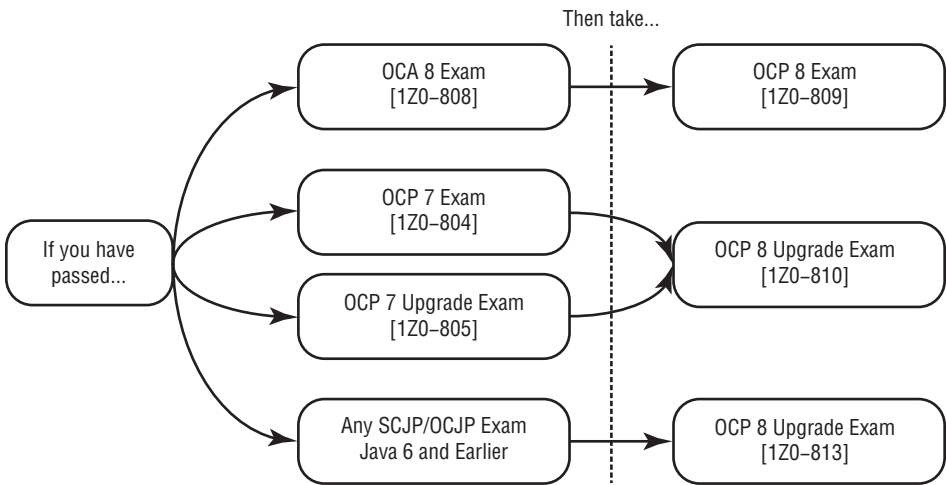 Then take...
OCA 8 Exam
[1Z0–808]
OCP 8 Exam
[1Z0–809]
OCP 7 Exam
[1Z0–804]
If you have
passed...
OCP 8 Upgrade Exam
[1Z0–810]
OCP 7 Upgrade Exam
[1Z0–805]
Any SCJP/OCJP Exam
Java 6 and Earlier
OCP 8 Upgrade Exam
[1Z0–813]